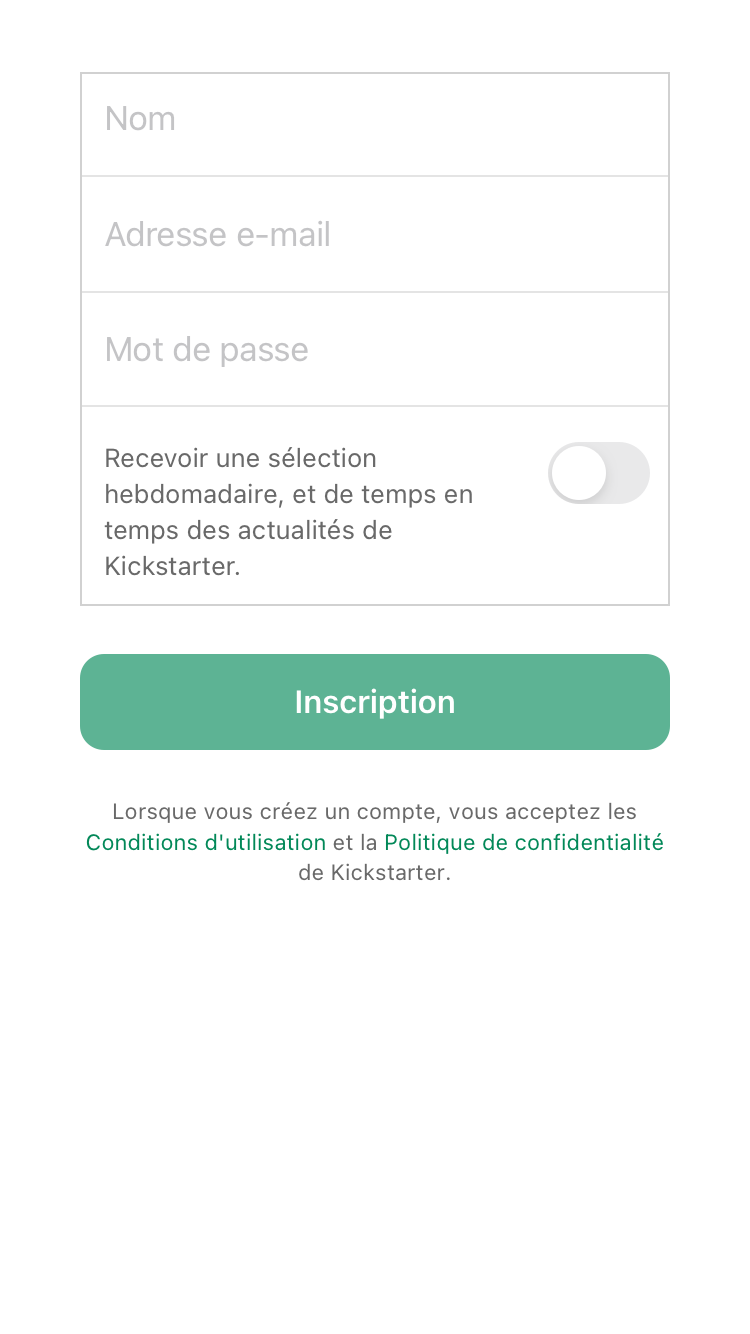 Nom
Adresse e-mail
Mot de passe
Recevoir une sélection
hebdomadaire, et de temps en
temps des actualités de
Kickstarter.
Inscription
Lorsque vous créez un compte, vous acceptez les
Conditions d'utilisation et la Politique de confidentialité
de Kickstarter.